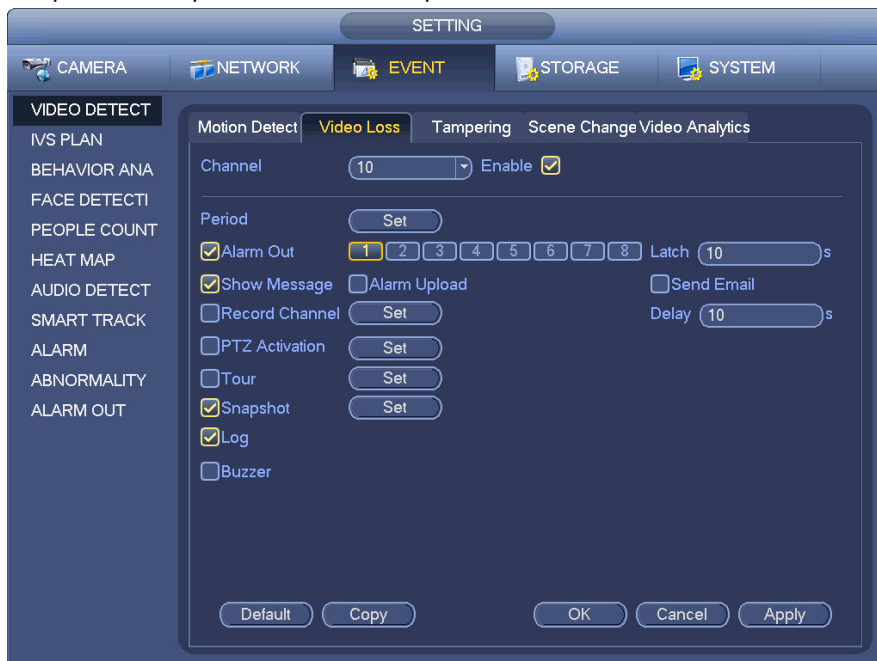 SETTING
CAMERA NETWORK EVENT STORAGE SYSTEM
VIDEO DETECT
IVS PLAN
BEHAVIOR ANA
FACE DETECTI
PEOPLE COUNT
HEAT MAP
AUDIO DETECT
SMART TRACK
ALARM
ABNORMALITY
ALARM OUT
Motion Detect Video Loss Tampering Scene Change Video Analytics
Channel 10 Enable
Period Set
Alarm Out 1 2 3 4 5 6 7 8 Latch 10 s
Show Message Alarm Upload Send Email
Record Channel Set Delay 10 s
PTZ Activation Set
Tour Set
Snapshot Set
Log
Buzzer
Default Copy OK Cancel Apply